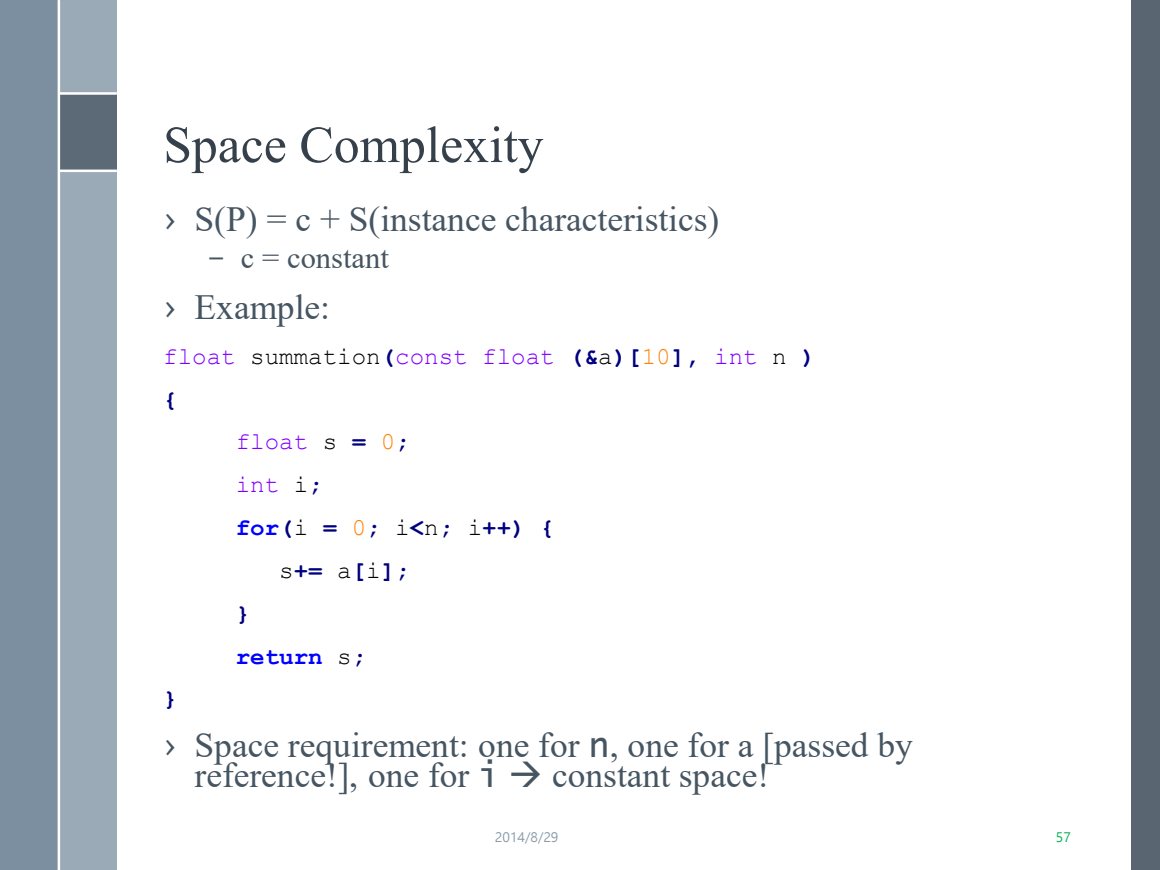 Space Complexity
› S(P) = c + S(instance characteristics)
– c = constant
› Example:
float summation(const float (&a)[10], int n )
{
float s = 0;
int i;
for(i = 0; i<n; i++) {
s+= a[i];
}
return s;
}
› Space requirement: one for n, one for a [passed by
reference!], one for i → constant space!
2014/8/29
57